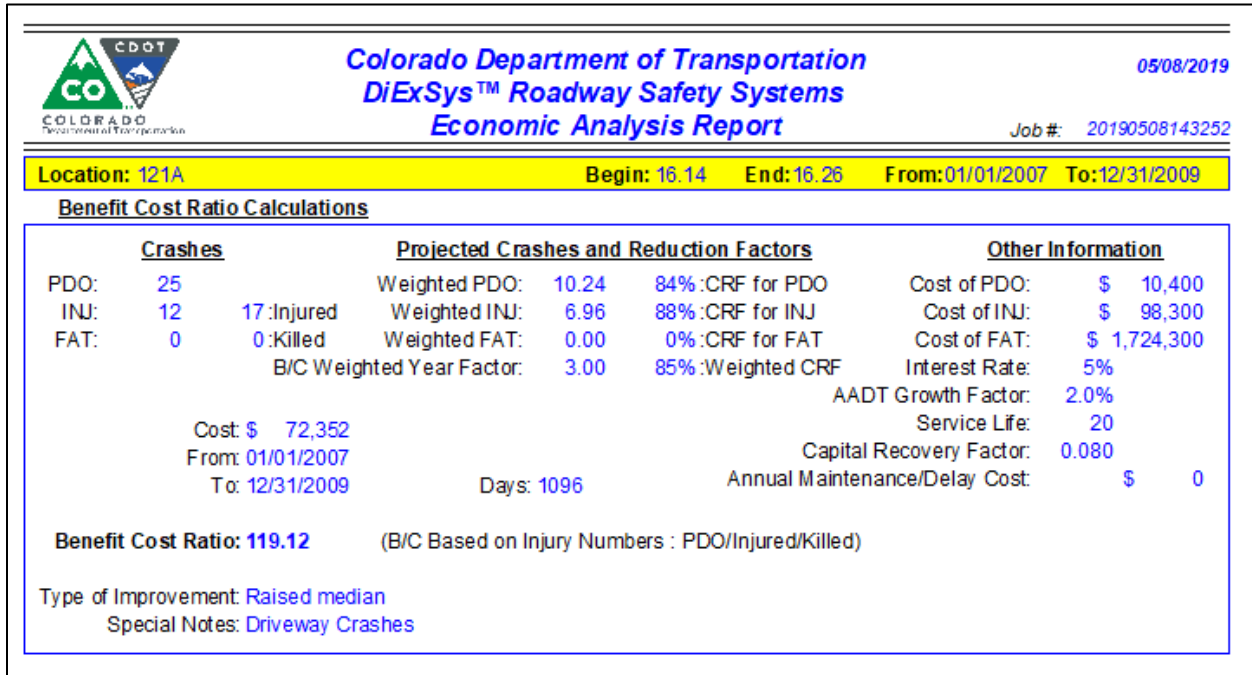 CDOT
CO
COLORADO
Department of Transportation
Colorado Department of Transportation
DiExSys™ Roadway Safety Systems
Economic Analysis Report
05/08/2019
Job #: 20190508143252
Location: 121A Begin: 16.14 End: 16.26 From: 01/01/2007 To: 12/31/2009
Benefit Cost Ratio Calculations
Crashes Projected Crashes and Reduction Factors Other Information
PDO: 25 Weighted PDO: 10.24 84% :CRF for PDO Cost of PDO: $ 10,400
INJ: 12 17 :Injured Weighted INJ: 6.96 88% :CRF for INJ Cost of INJ: $ 98,300
FAT: 0 0 :Killed Weighted FAT: 0.00 0% :CRF for FAT Cost of FAT: $ 1,724,300
B/C Weighted Year Factor: 3.00 85% :Weighted CRF Interest Rate: 5%
AADT Growth Factor: 2.0%
Cost: $ 72,352 Service Life: 20
From: 01/01/2007 Capital Recovery Factor: 0.080
To: 12/31/2009 Days: 1096 Annual Maintenance/Delay Cost: $ 0
Benefit Cost Ratio: 119.12 (B/C Based on Injury Numbers : PDO/Injured/Killed)
Type of Improvement: Raised median
Special Notes: Driveway Crashes